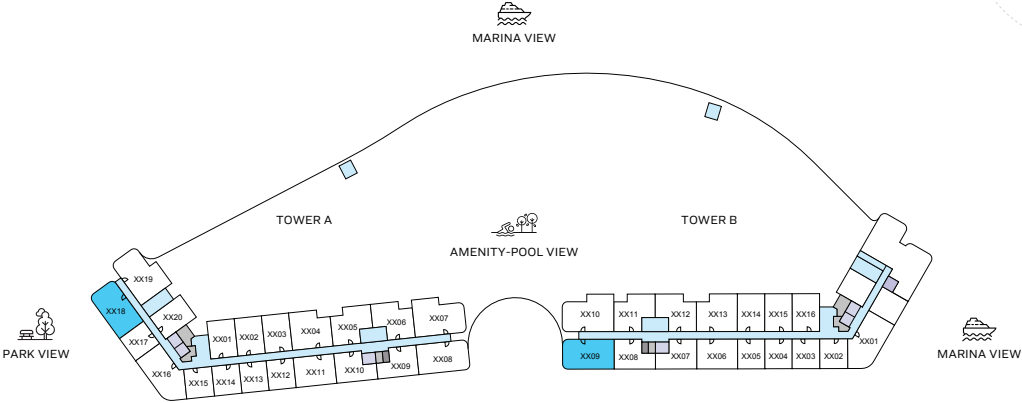 MARINA VIEW
TOWER A
TOWER B
AMENITY-POOL VIEW
PARK VIEW
MARINA VIEW
XX19
XX18
XX20
XX17
XX16
XX01
XX02
XX03
XX04
XX05
XX06
XX07
XX15
XX14
XX13
XX12
XX11
XX10
XX09
XX08
XX10
XX11
XX12
XX13
XX14
XX15
XX16
XX01
XX09
XX08
XX07
XX06
XX05
XX04
XX03
XX02